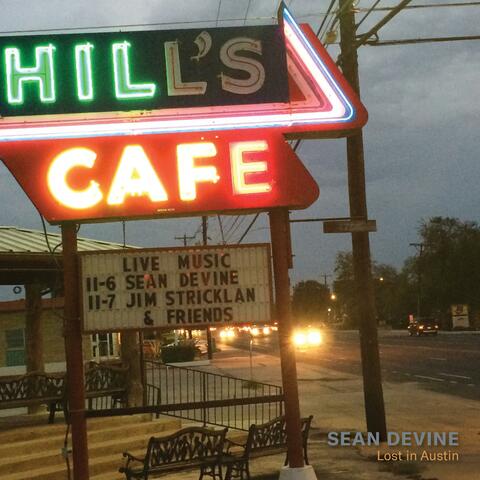 HILL'S
CAFE
LIVE MUSIC
11-6 SEAN DEVINE
11-7 JIM STRICKLAN
& FRIENDS
SEAN DEVINE
Lost in Austin